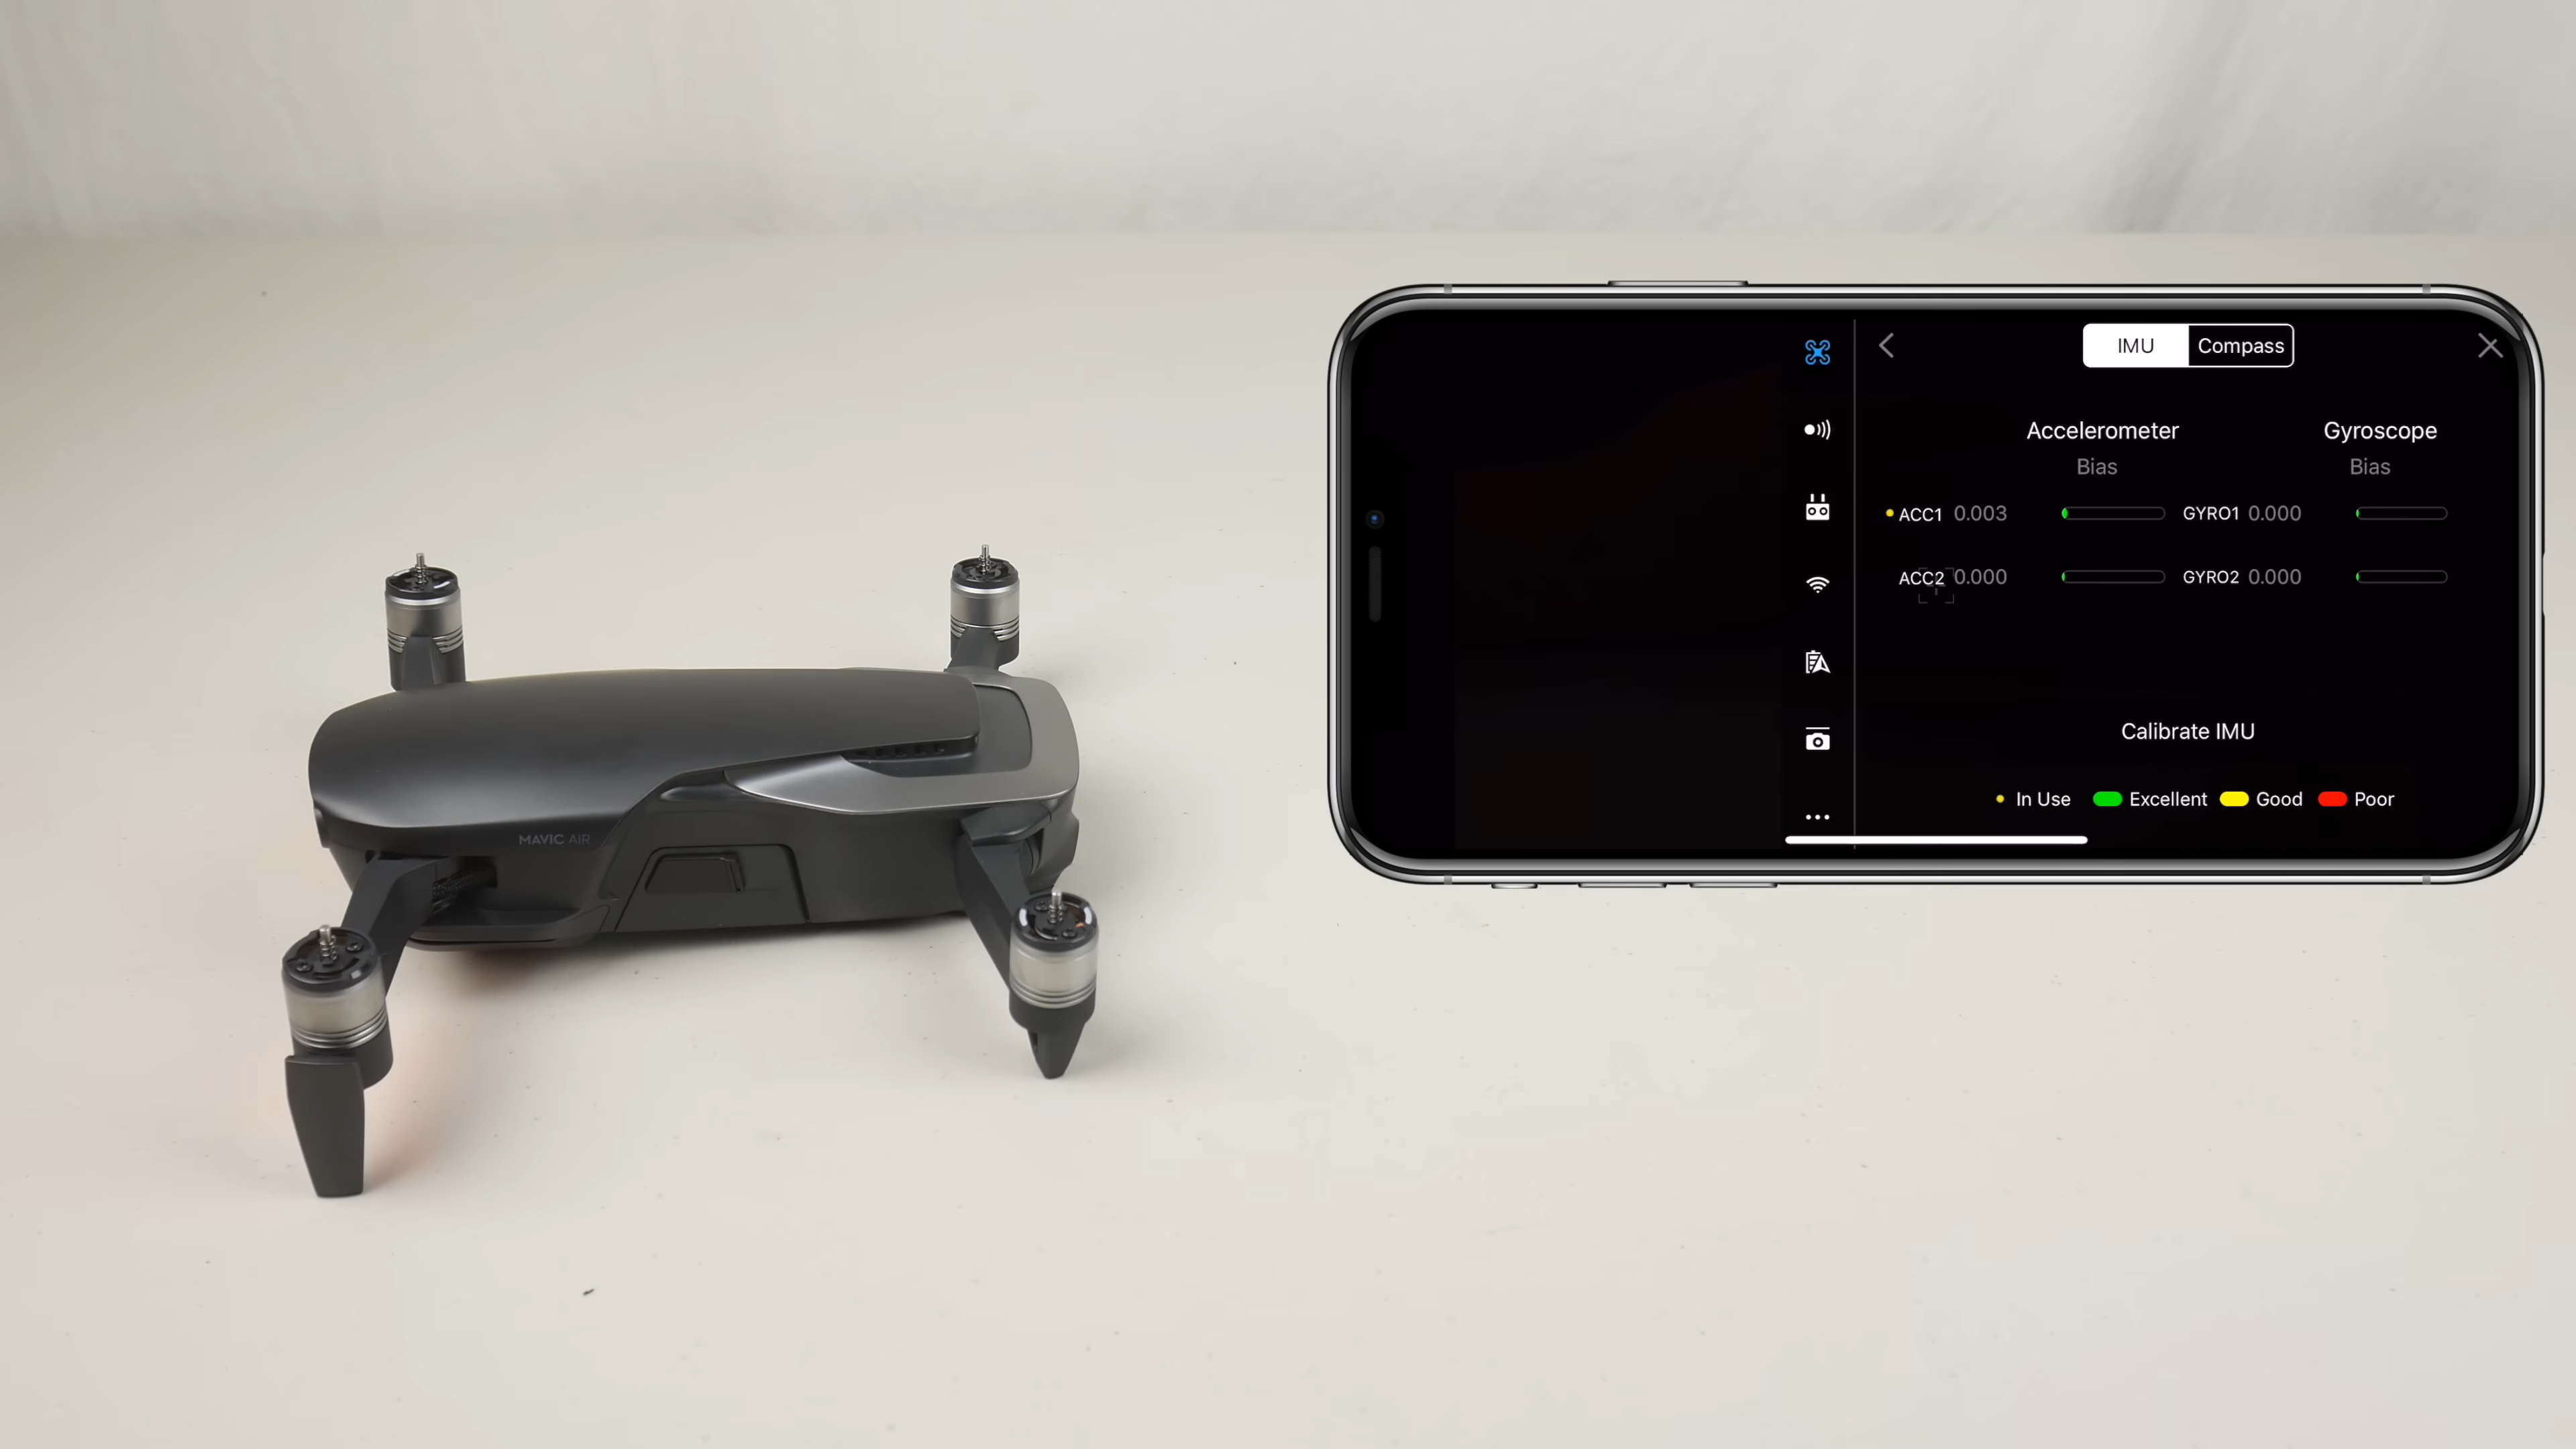 MAVIC AIR
IMU Compass
Accelerometer Gyroscope
Bias Bias
ACC1 0.003 GYRO1 0.000
ACC2 0.000 GYRO2 0.000
Calibrate IMU
In Use Excellent Good Poor